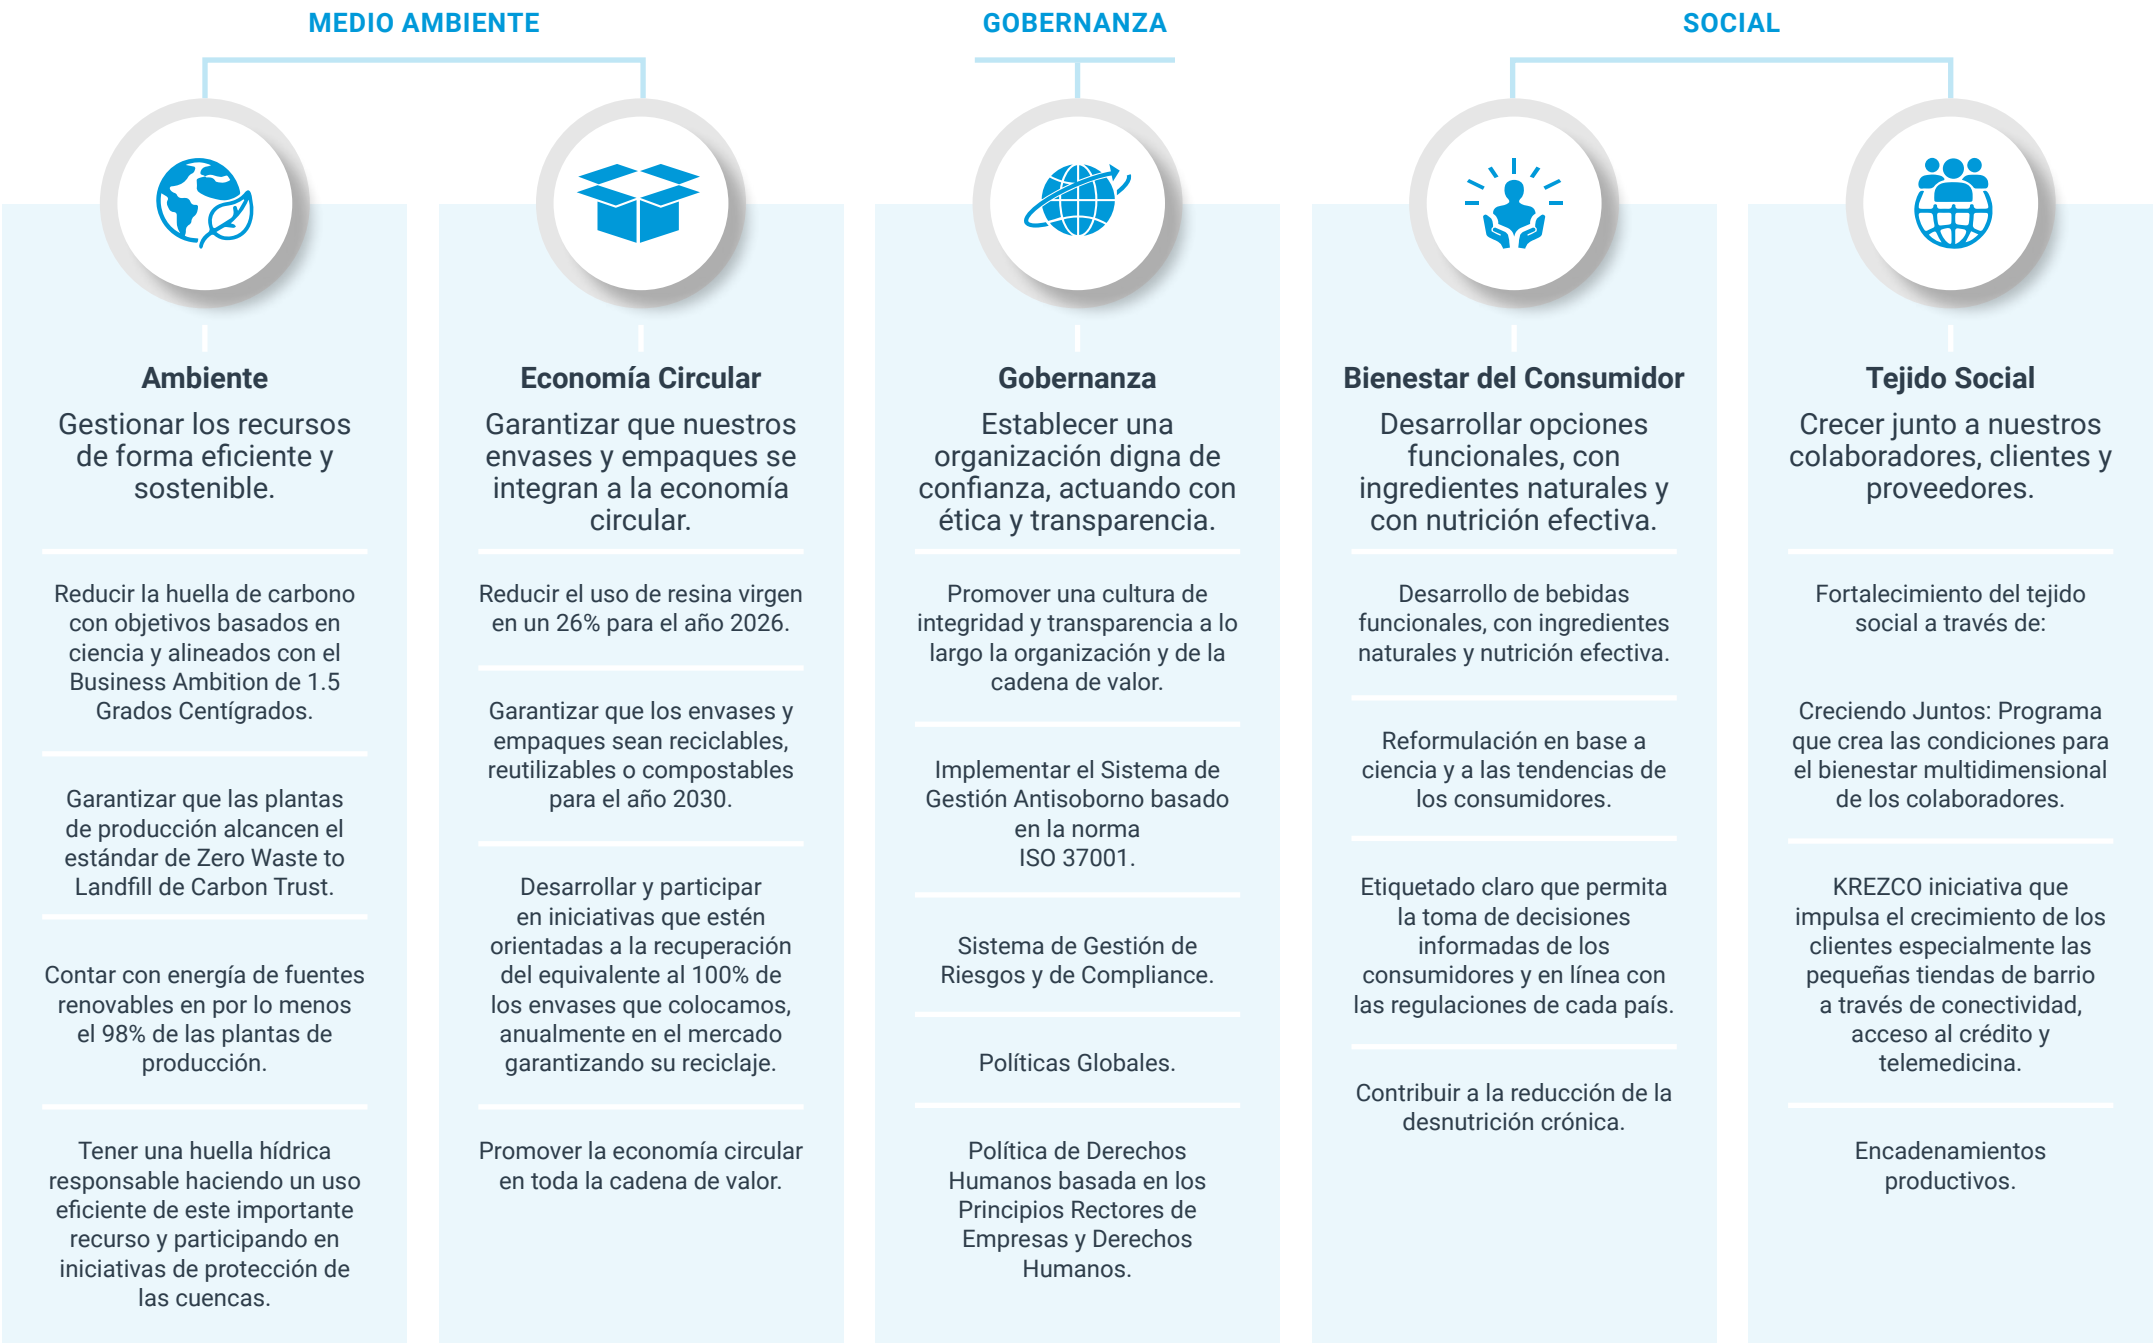 MEDIO AMBIENTE
GOBERNANZA
SOCIAL
Ambiente
Gestionar los recursos
de forma eficiente y
sostenible.
Reducir la huella de carbono
con objetivos basados en
ciencia y alineados con el
Business Ambition de 1.5
Grados Centígrados.
Garantizar que las plantas
de producción alcancen el
estándar de Zero Waste to
Landfill de Carbon Trust.
Contar con energía de fuentes
renovables en por lo menos
el 98% de las plantas de
producción.
Tener una huella hídrica
responsable haciendo un uso
eficiente de este importante
recurso y participando en
iniciativas de protección de
las cuencas.
Economía Circular
Garantizar que nuestros
envases y empaques se
integran a la economía
circular.
Reducir el uso de resina virgen
en un 26% para el año 2026.
Garantizar que los envases y
empaques sean reciclables,
reutilizables o compostables
para el año 2030.
Desarrollar y participar
en iniciativas que estén
orientadas a la recuperación
del equivalente al 100% de
los envases que colocamos,
anualmente en el mercado
garantizando su reciclaje.
Promover la economía circular
en toda la cadena de valor.
Gobernanza
Establecer una
organización digna de
confianza, actuando con
ética y transparencia.
Promover una cultura de
integridad y transparencia a lo
largo la organización y de la
cadena de valor.
Implementar el Sistema de
Gestión Antisoborno basado
en la norma
ISO 37001.
Sistema de Gestión de
Riesgos y de Compliance.
Políticas Globales.
Política de Derechos
Humanos basada en los
Principios Rectores de
Empresas y Derechos
Humanos.
Bienestar del Consumidor
Desarrollar opciones
funcionales, con
ingredientes naturales y
con nutrición efectiva.
Desarrollo de bebidas
funcionales, con ingredientes
naturales y nutrición efectiva.
Reformulación en base a
ciencia y a las tendencias de
los consumidores.
Etiquetado claro que permita
la toma de decisiones
informadas de los
consumidores y en línea con
las regulaciones de cada país.
Contribuir a la reducción de la
desnutrición crónica.
Tejido Social
Crecer junto a nuestros
colaboradores, clientes y
proveedores.
Fortalecimiento del tejido
social a través de:
Creciendo Juntos: Programa
que crea las condiciones para
el bienestar multidimensional
de los colaboradores.
KREZCO iniciativa que
impulsa el crecimiento de los
clientes especialmente las
pequeñas tiendas de barrio
a través de conectividad,
acceso al crédito y
telemedicina.
Encadenamientos
productivos.